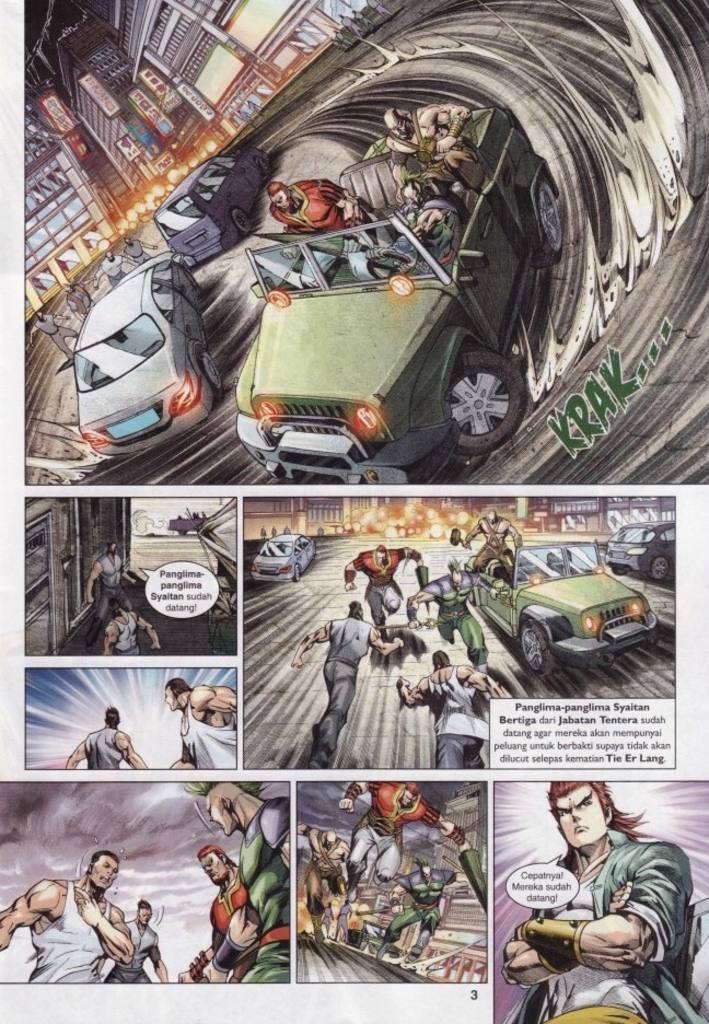 KRAK...
Panglima-
panglima
Syaitan sudah
datang!
Panglima-panglima Syaitan
Bertiga dari Jabatan Tentera sudah
datang agar mereka akan mempunyai
peluang untuk berbakti supaya tidak akan
dilucut selepas kematian Tie Er Lang.
Cepatnya!
Mereka sudah
datang!
3